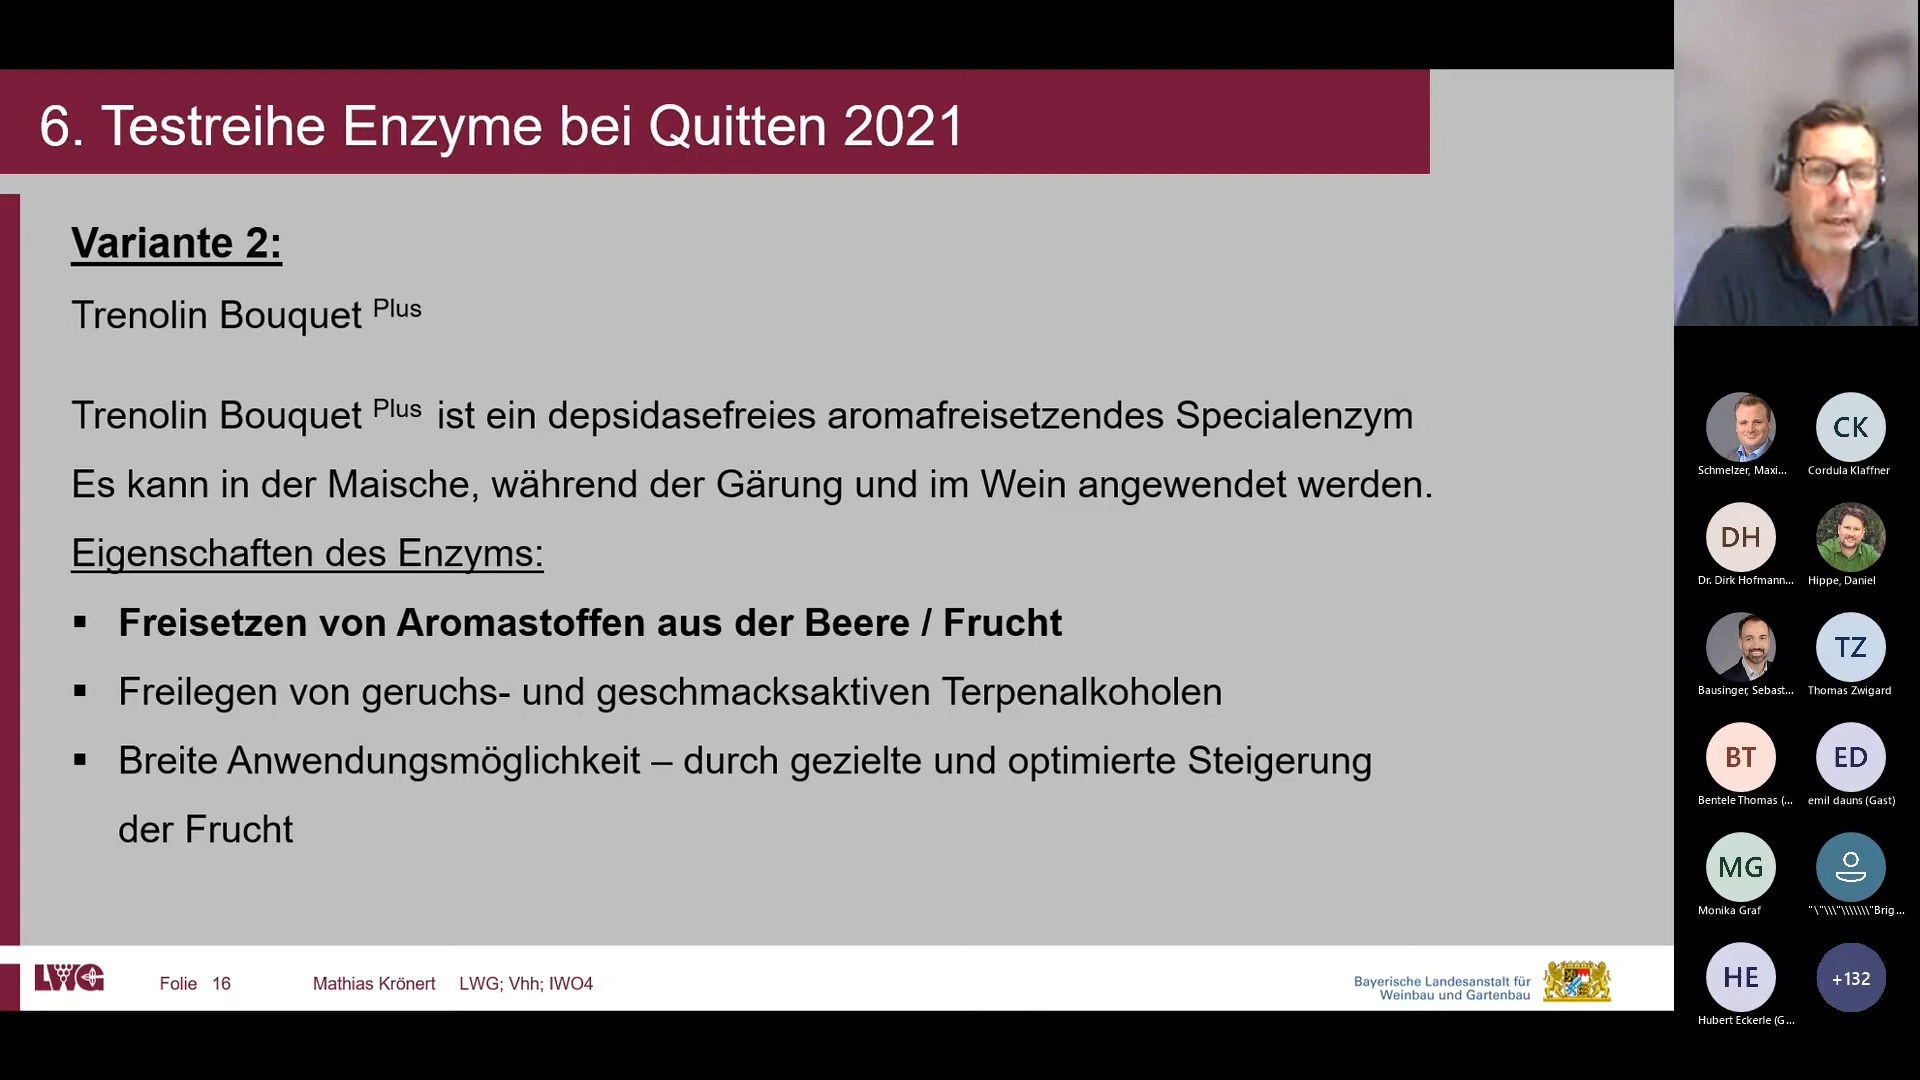 6. Testreihe Enzyme bei Quitten 2021
Variante 2:
Trenolin Bouquet Plus
Trenolin Bouquet Plus ist ein depsidasefreies aromafreisetzendes Specialenzym
Es kann in der Maische, während der Gärung und im Wein angewendet werden.
Eigenschaften des Enzyms:
▪ Freisetzen von Aromastoffen aus der Beere / Frucht
▪ Freilegen von geruchs- und geschmacksaktiven Terpenalkoholen
▪ Breite Anwendungsmöglichkeit – durch gezielte und optimierte Steigerung
der Frucht
LWG
Folie 16
Mathias Krönert LWG; Vhh; IWO4
Bayerische Landesanstalt für
Weinbau und Gartenbau
Schmelzer, Maxi...
CK
Cordula Klaffner
DH
Dr. Dirk Hofmann...
Hippe, Daniel
Bausinger, Sebast...
TZ
Thomas Zwigard
BT
Bentele Thomas (...
ED
emil dauns (Gast)
MG
Monika Graf
"\"\\\"\\\\\\\"Brig...
HE
Hubert Eckerle (G...
+132